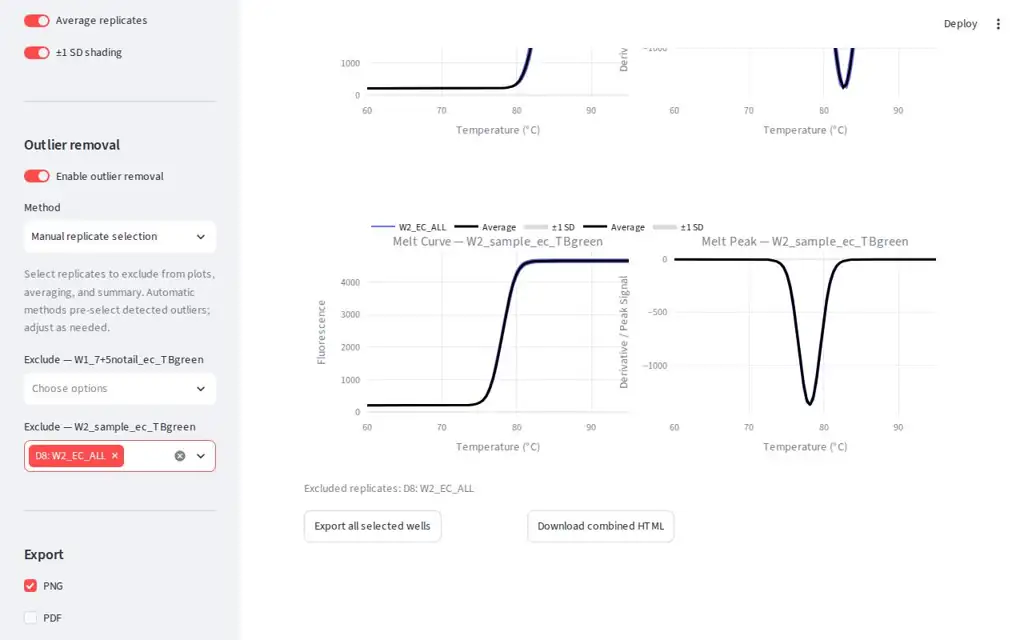 Average replicates
±1 SD shading
Outlier removal
Enable outlier removal
Method
Manual replicate selection
Select replicates to exclude from plots,
averaging, and summary. Automatic
methods pre-select detected outliers;
adjust as needed.
Exclude — W1_7+5notail_ec_TBgreen
Choose options
Exclude — W2_sample_ec_TBgreen
D8: W2_EC_ALL
Export
PNG
PDF
Deploy
1000
0
60
70
80
90
Temperature (°C)
Deriv
−1000
60
70
80
90
Temperature (°C)
W2_EC_ALL Average ±1 SD Average ±1 SD
Melt Curve — W2_sample_ec_TBgreen
Fluorescence
4000
3000
2000
1000
0
60
70
80
90
Temperature (°C)
Melt Peak — W2_sample_ec_TBgreen
Derivative / Peak Signal
0
−500
−1000
60
70
80
90
Temperature (°C)
Excluded replicates: D8: W2_EC_ALL
Export all selected wells
Download combined HTML